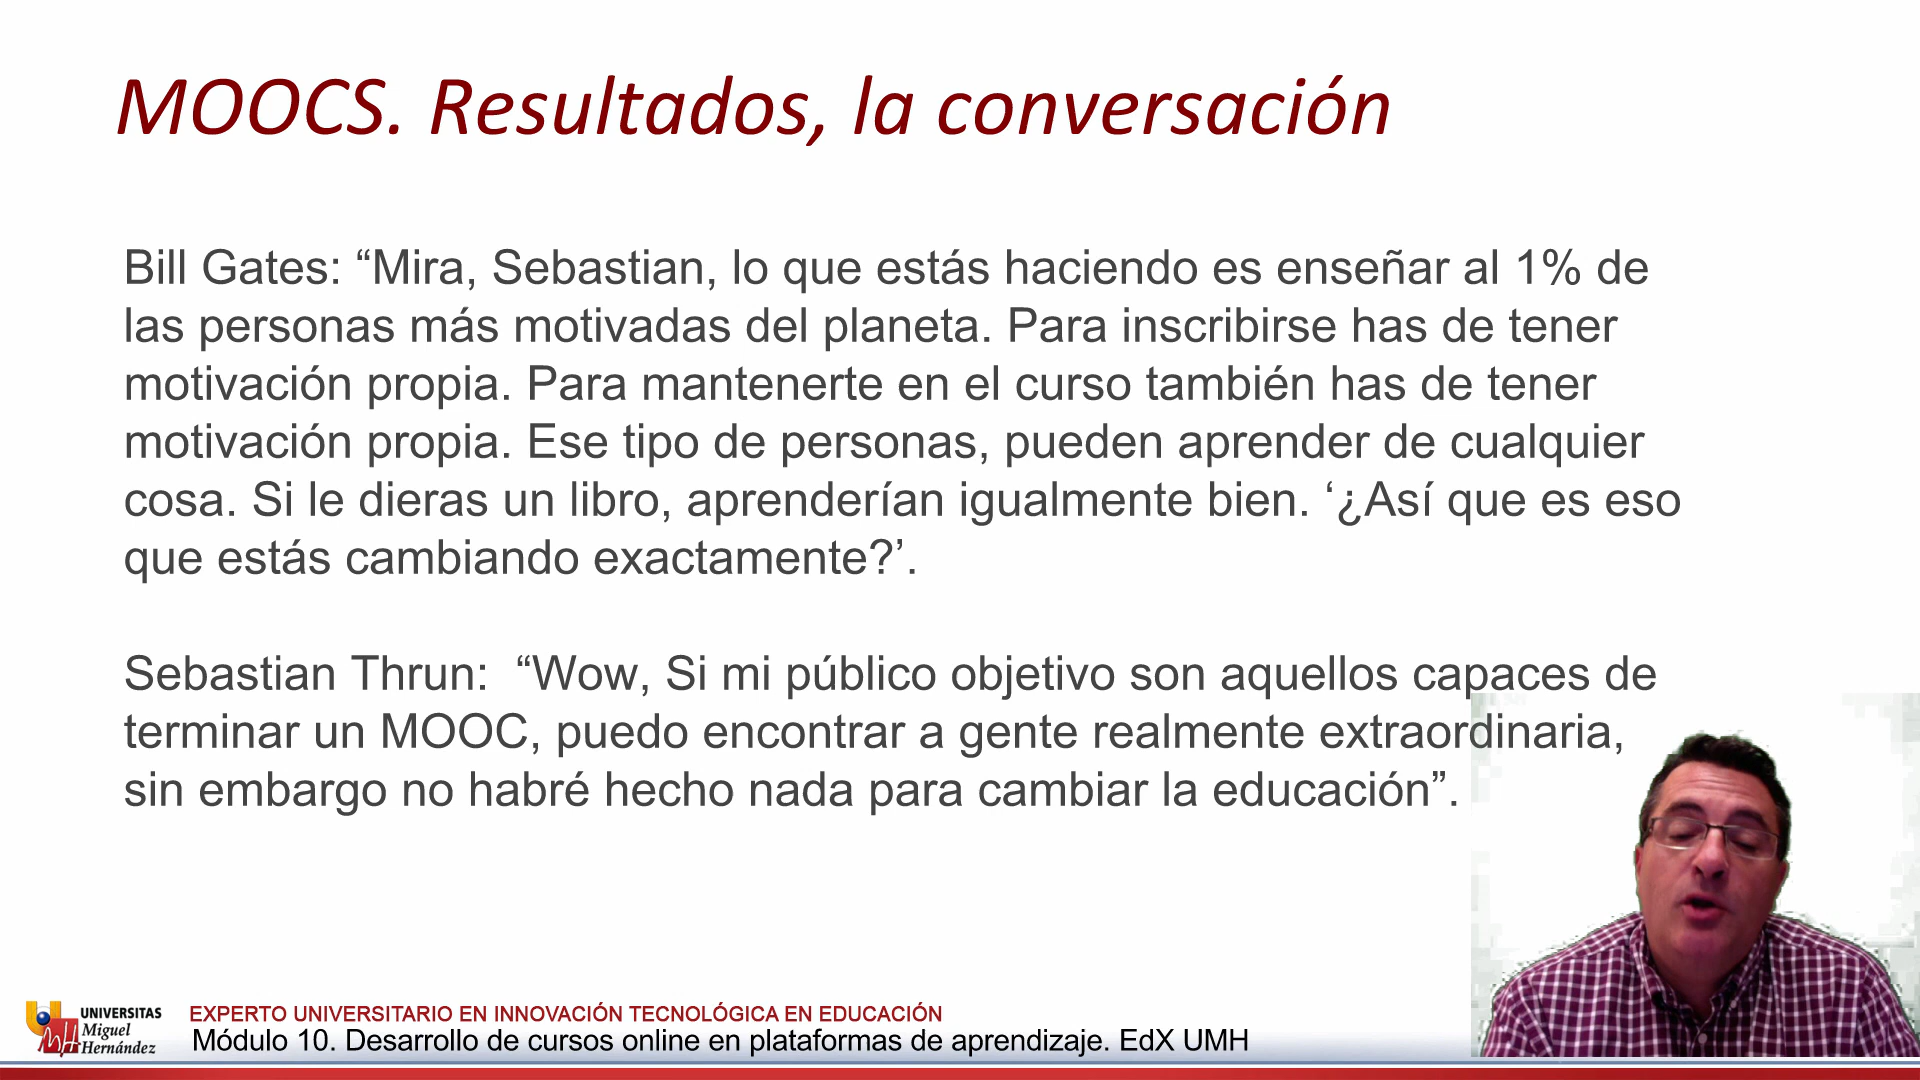 MOOCS. Resultados, la conversación
Bill Gates: “Mira, Sebastian, lo que estás haciendo es enseñar al 1% de
las personas más motivadas del planeta. Para inscribirse has de tener
motivación propia. Para mantenerte en el curso también has de tener
motivación propia. Ese tipo de personas, pueden aprender de cualquier
cosa. Si le dieras un libro, aprenderían igualmente bien. ‘¿Así que es eso
que estás cambiando exactamente?’.
Sebastian Thrun:  “Wow, Si mi público objetivo son aquellos capaces de
terminar un MOOC, puedo encontrar a gente realmente extraordinaria,
sin embargo no habré hecho nada para cambiar la educación”.
UNIVERSITAS
Miguel
Hernández
EXPERTO UNIVERSITARIO EN INNOVACIÓN TECNOLÓGICA EN EDUCACIÓN
Módulo 10. Desarrollo de cursos online en plataformas de aprendizaje. EdX UMH